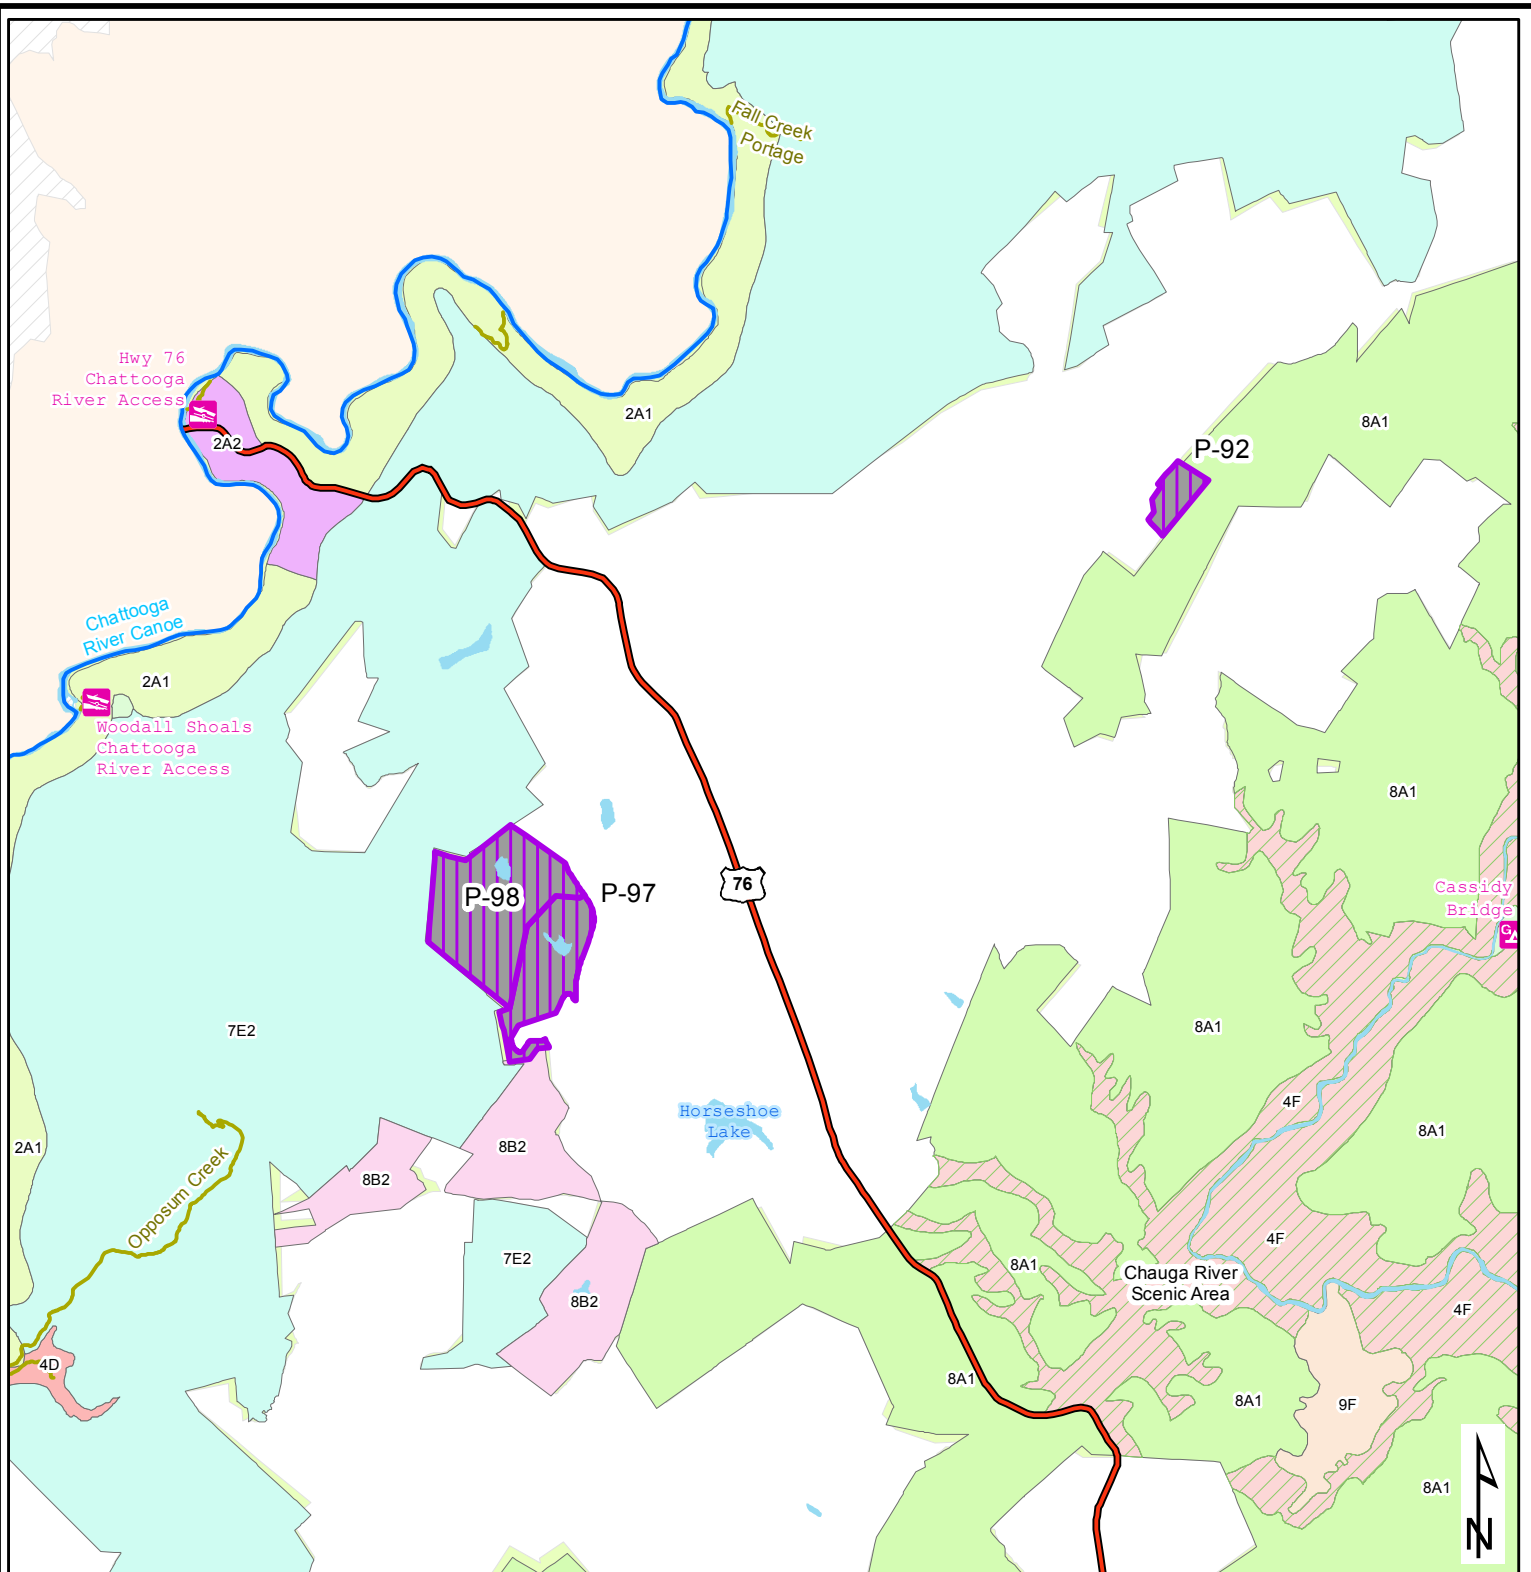 Fall Creek
Portage
Hwy 76
Chattooga
River Access
2A2
2A1
8A1
P-92
Chattooga
River Canoe
2A1
Woodall Shoals
Chattooga
River Access
8A1
P-98
P-97
76
Cassidy
Bridge
G
7E2
8A1
Horseshoe
Lake
4F
8A1
2A1
8B2
8B2
Opposum Creek
7E2
8A1
4F
Chauga River
Scenic Area
8B2
4F
4D
8A1
8A1
9F
8A1
N